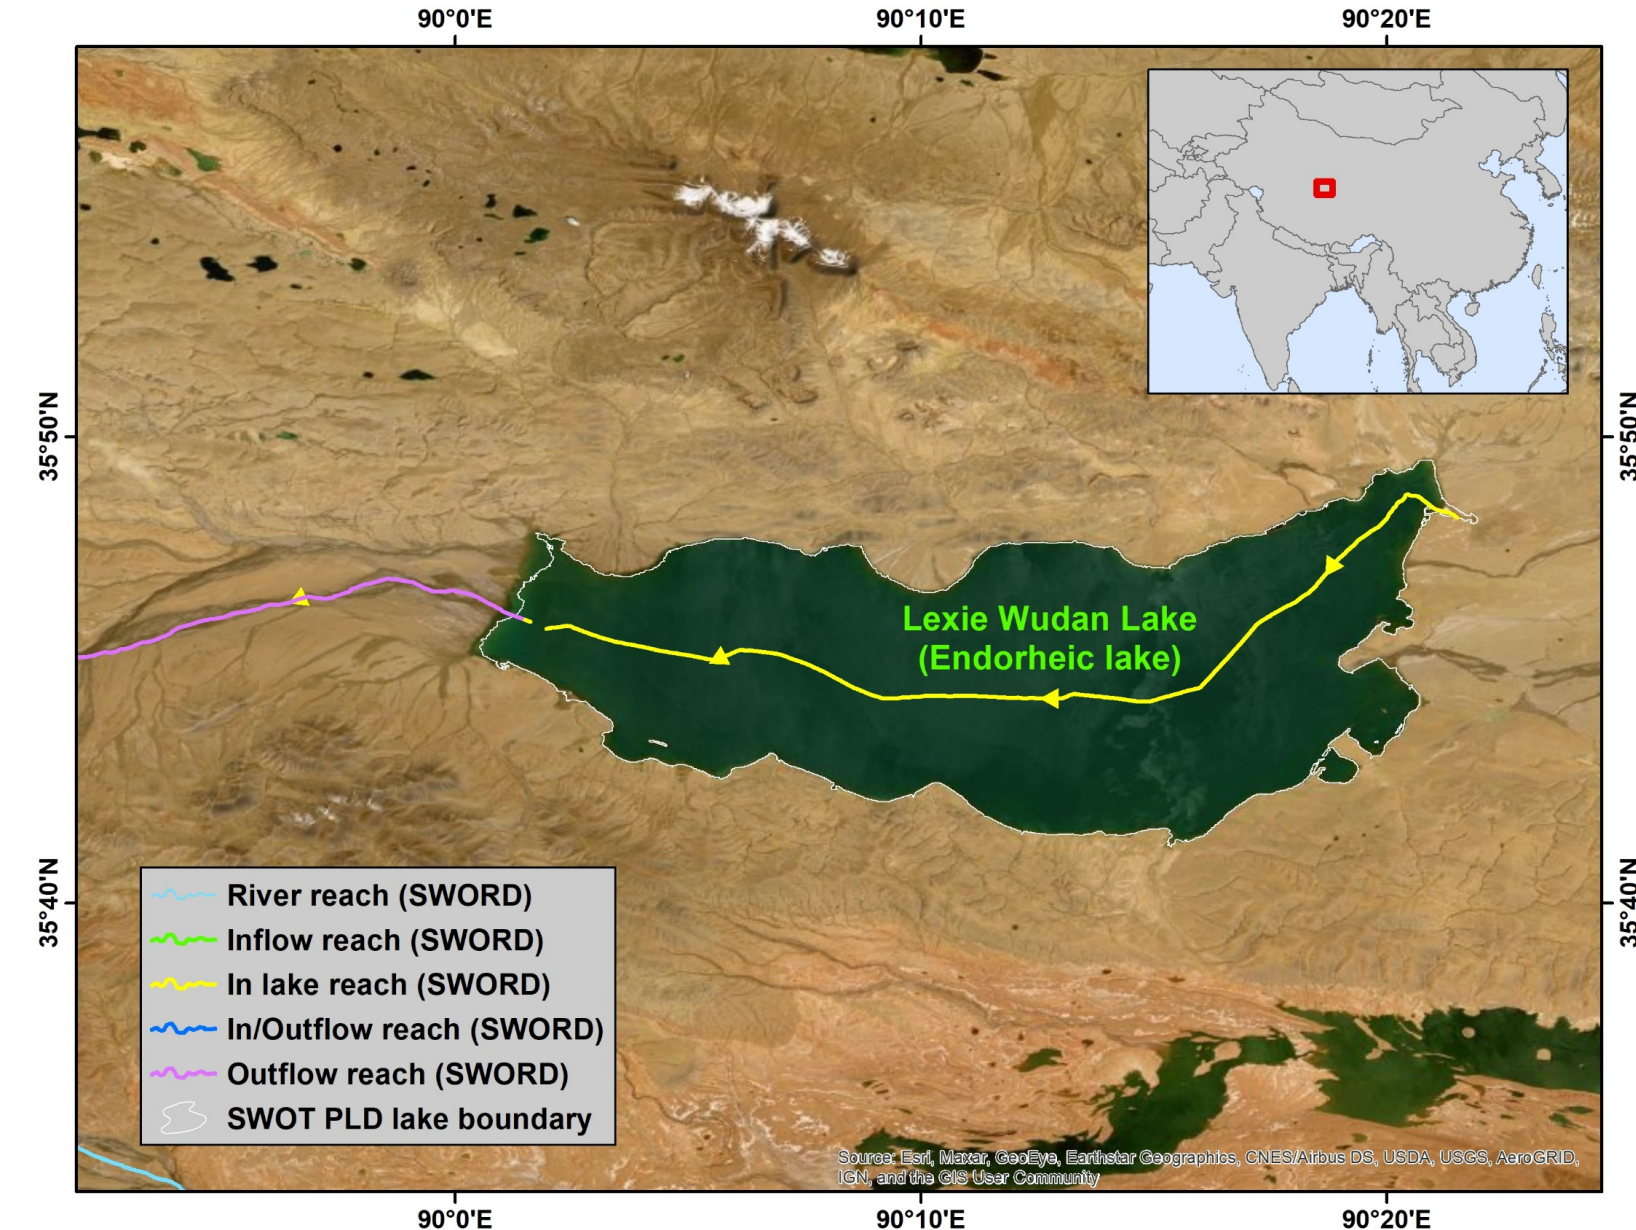 90°0'E 90°10'E 90°20'E
35°50'N 35°50'N
Lexie Wudan Lake
(Endorheic lake)
35°40'N 35°40'N
River reach (SWORD)
Inflow reach (SWORD)
In lake reach (SWORD)
In/Outflow reach (SWORD)
Outflow reach (SWORD)
SWOT PLD lake boundary
Source: Esri, Maxar, GeoEye, Earthstar Geographics, CNES/Airbus DS, USDA, USGS, AeroGRID,
IGN, and the GIS User Community
90°0'E 90°10'E 90°20'E